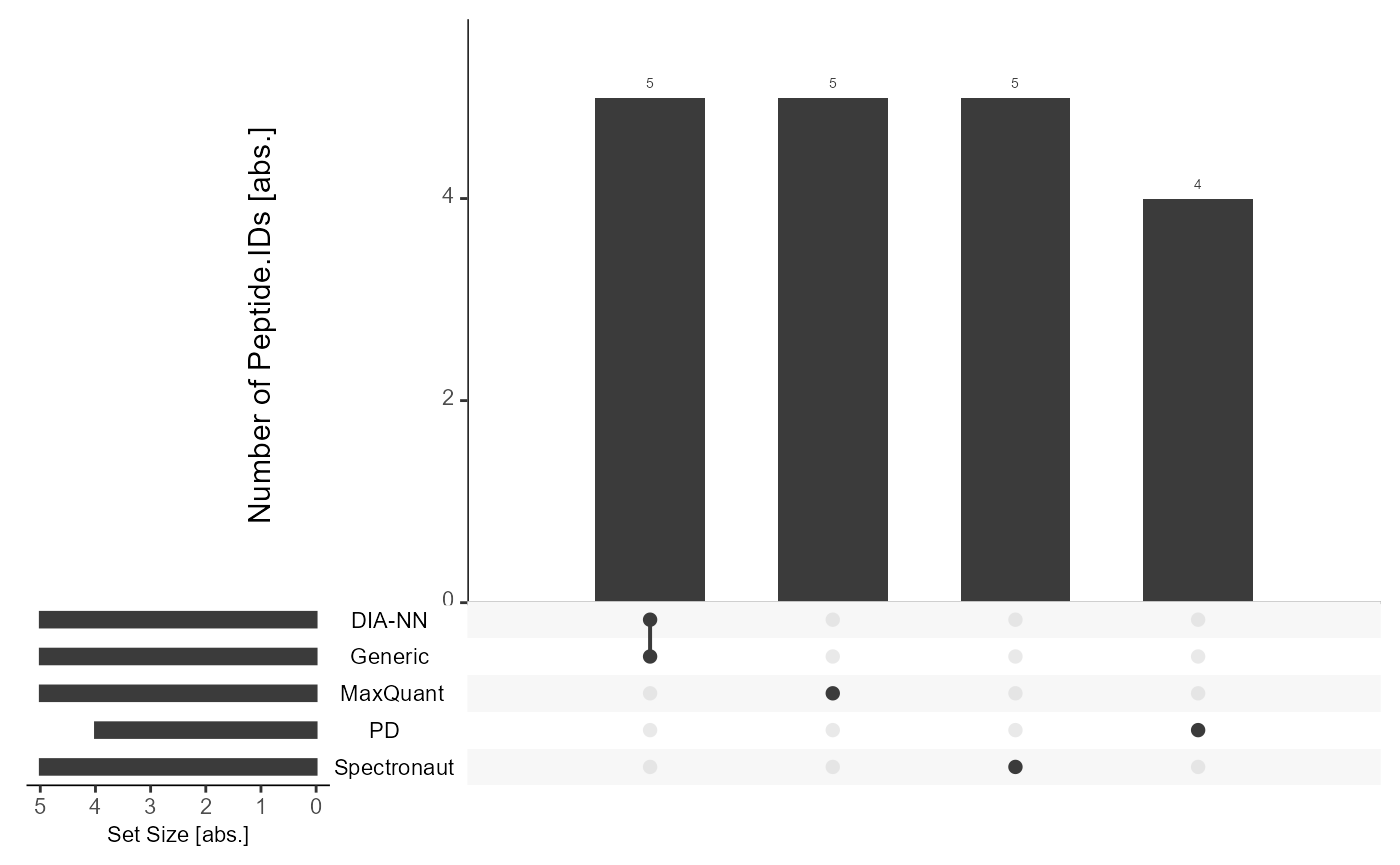 Number of Peptide.IDs [abs.]
5 5 5 4
4
2
0
DIA-NN
Generic
MaxQuant
PD
Spectronaut
5 4 3 2 1 0
Set Size [abs.]